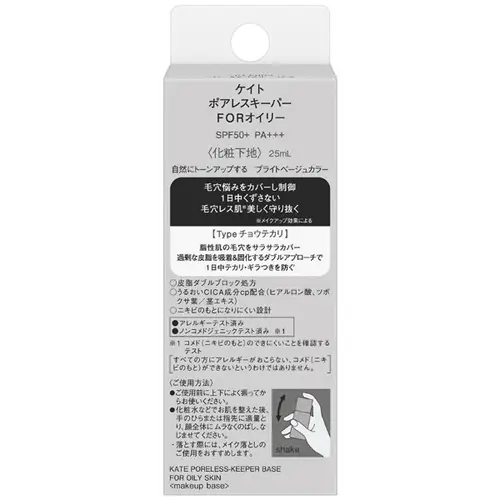 ケイト
ポアレスキーパー
FORオイリー
SPF50+ PA+++
〈化粧下地〉 25mL
自然にトーンアップする ブライトベージュカラー
毛穴悩みをカバーし制御
1日中くずさない
毛穴レス肌※美しく守り抜く
※メイクアップ効果による
【Typeチョウテカリ】
脂性肌の毛穴をサラサラカバー
過剰な皮脂を吸着&固化するダブルアプローチで
1日中テカリ・ギラつきを防ぐ
○皮脂ダブルブロック処方
○うるおいCICA成分cp配合(ヒアルロン酸、ツボ
クサ葉/茎エキス)
○ニキビのもとになりにくい設計
●アレルギーテスト済み
●ノンコメドジェニックテスト済み ※1
※1 コメド(ニキビのもと)のできにくいことを確認する
テスト
[すべての方にアレルギーがおこらない、コメド(ニキ
ビのもと)ができないというわけではありません。]
〈ご使用方法〉
●ご使用前に上下によく振ってか
らお使いください。
●化粧水などでお肌を整えた後、
手のひらまたは指先に適量と
り、顔全体にムラなくのばし、な
じませてください。
・落とす際には、メイク落としの
ご使用をおすすめします。
shake
KATE PORELESS-KEEPER BASE
FOR OILY SKIN
<makeup base>